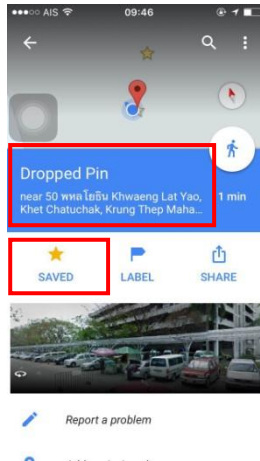 AIS 09:46
Dropped Pin
near 50 พหลโยธิน Khwaeng Lat Yao,
Khet Chatuchak, Krung Thep Maha...
1 min
SAVED LABEL SHARE
Report a problem